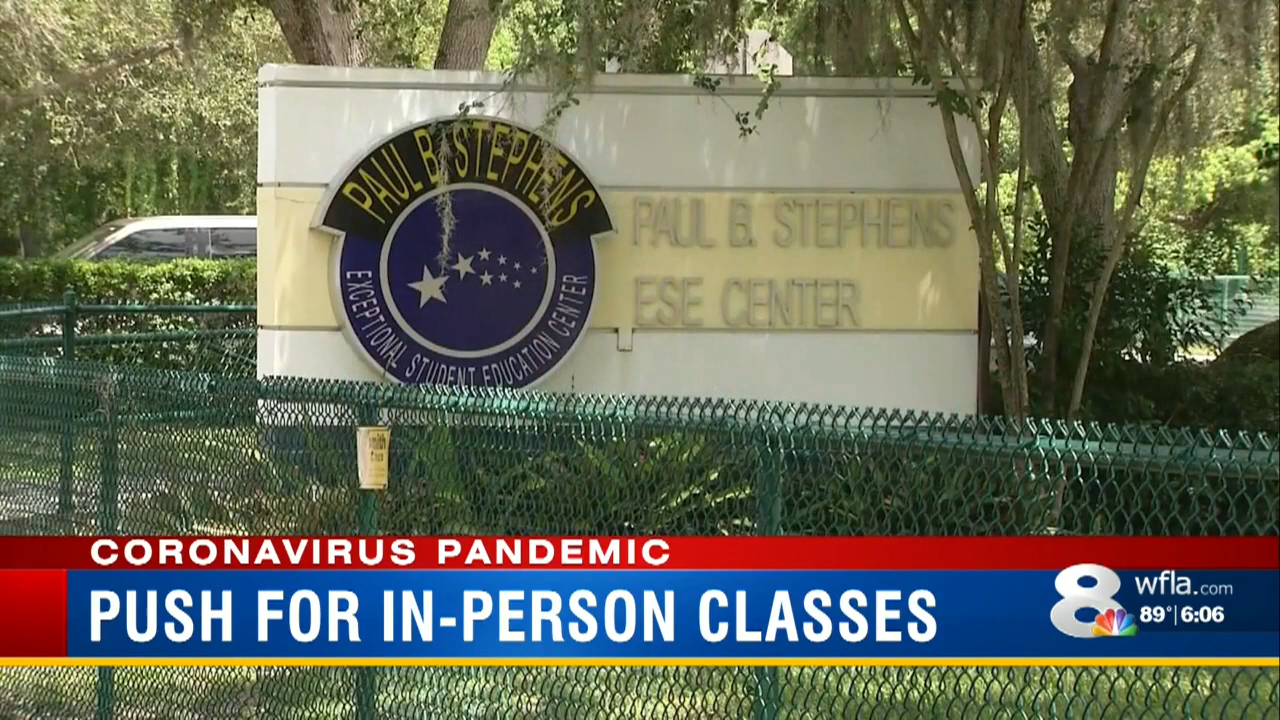 PAUL B. STEPHENS
EXCEPTIONAL STUDENT EDUCATION CENTER
PAUL B. STEPHENS
ESE CENTER
CORONAVIRUS PANDEMIC
PUSH FOR IN-PERSON CLASSES
8 wfla.com
89° | 6:06